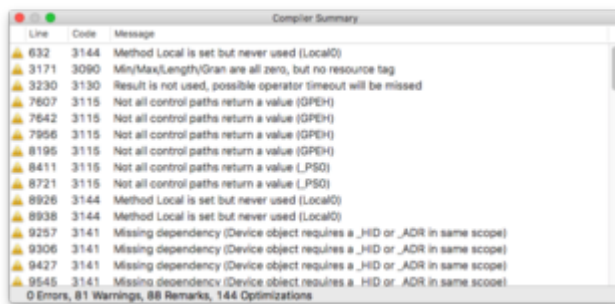 Compiler Summary
Line Code Message
632 3144 Method Local is set but never used (Local0)
3171 3090 Min/Max/Length/Gran are all zero, but no resource tag
3230 3130 Result is not used, possible operator timeout will be missed
7607 3115 Not all control paths return a value (GPEH)
7642 3115 Not all control paths return a value (GPEH)
7956 3115 Not all control paths return a value (GPEH)
8195 3115 Not all control paths return a value (GPEH)
8411 3115 Not all control paths return a value (_PS0)
8721 3115 Not all control paths return a value (_PS0)
8926 3144 Method Local is set but never used (Local0)
8938 3144 Method Local is set but never used (Local0)
9257 3141 Missing dependency (Device object requires a _HID or _ADR in same scope)
9306 3141 Missing dependency (Device object requires a _HID or _ADR in same scope)
9427 3141 Missing dependency (Device object requires a _HID or _ADR in same scope)
9545 3141 Missing dependency (Device object requires a _HID or _ADR in same scope)
0 Errors, 81 Warnings, 88 Remarks, 144 Optimizations